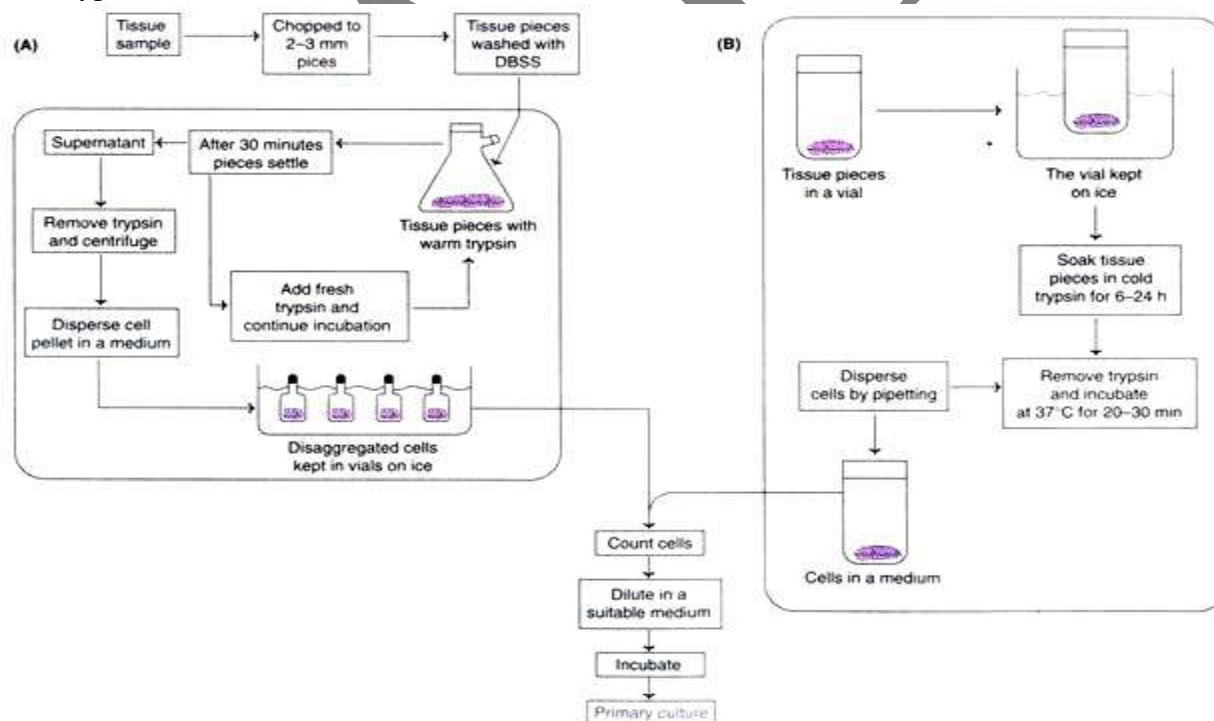 (A)
Tissue
sample
Chopped to
2–3 mm
pices
Tissue pieces
washed with
DBSS
Supernatant
After 30 minutes
pieces settle
Tissue pieces with
warm trypsin
Remove trypsin
and centrifuge
Add fresh
trypsin and
continue incubation
Disperse cell
pellet in a medium
Disaggregated cells
kept in vials on ice
(B)
Tissue pieces
in a vial
The vial kept
on ice
Soak tissue
pieces in cold
trypsin for 6–24 h
Disperse
cells by pipetting
Remove trypsin
and incubate
at 37°C for 20–30 min
Cells in a medium
Count cells
Dilute in a
suitable medium
Incubate
Primary culture